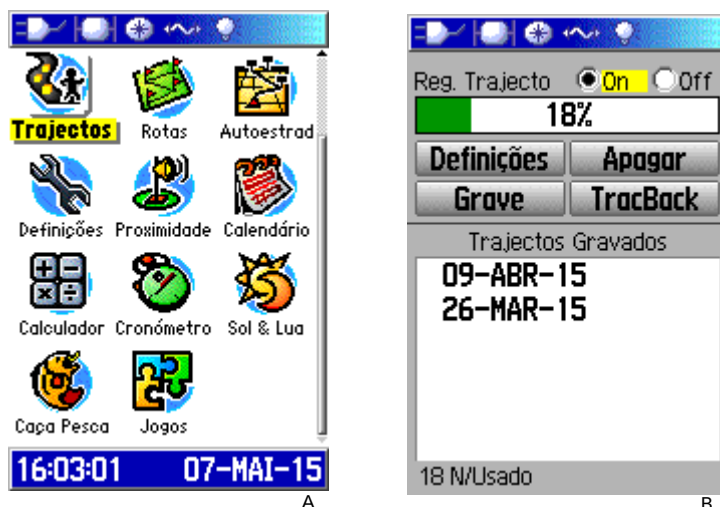 Trajectos
Rotas
Autoestrad
Definições
Proximidade
Calendário
Calculador
Cronómetro
Sol & Lua
Caça Pesca
Jogos
16:03:01 07-MAI-15
A
Reg. Trajecto On Off
18%
Definições Apagar
Grave TracBack
Trajectos Gravados
09-ABR-15
26-MAR-15
18 N/Usado
B